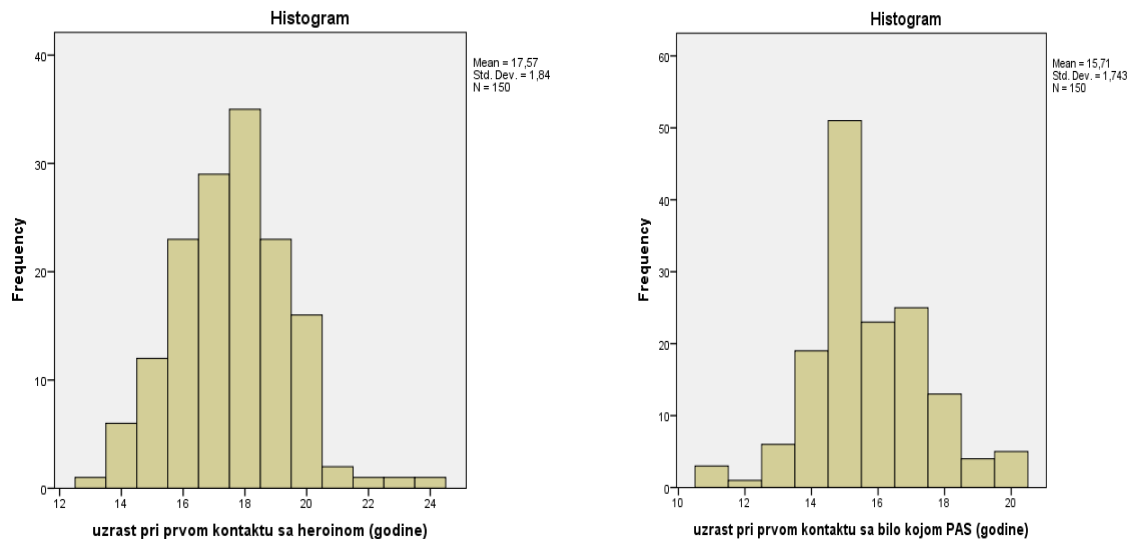 Histogram
40
30
20
10
0
Frequency
12 14 16 18 20 22 24
uzrast pri prvom kontaktu sa heroinom (godine)
Mean = 17,57
Std. Dev. = 1,84
N = 150
Histogram
60
50
40
30
20
10
0
Frequency
10 12 14 16 18 20
uzrast pri prvom kontaktu sa bilo kojom PAS (godine)
Mean = 15,71
Std. Dev. = 1,743
N = 150